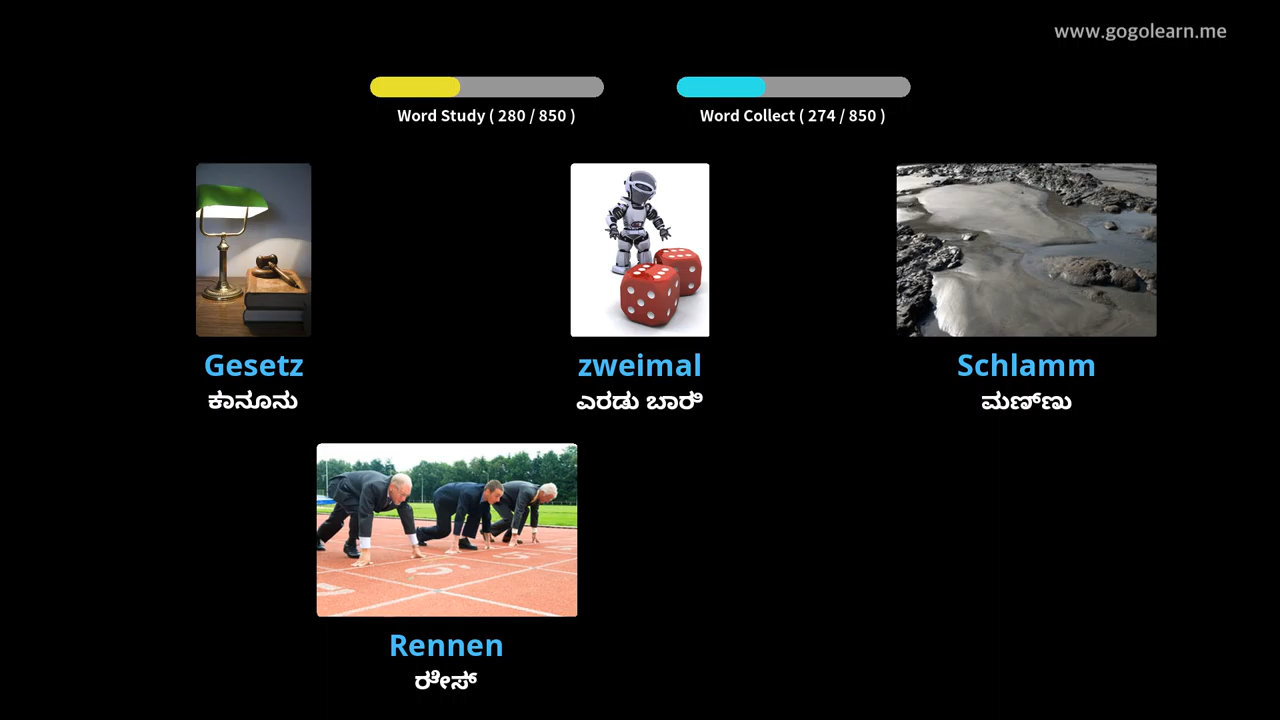 www.gogolearn.me
Word Study ( 280 / 850 )
Word Collect ( 274 / 850 )
Gesetz
ಕಾನೂನು
zweimal
ಎರಡು ಬಾರಿ
Schlamm
ಮಣ್ಣು
Rennen
ರೇಸ್